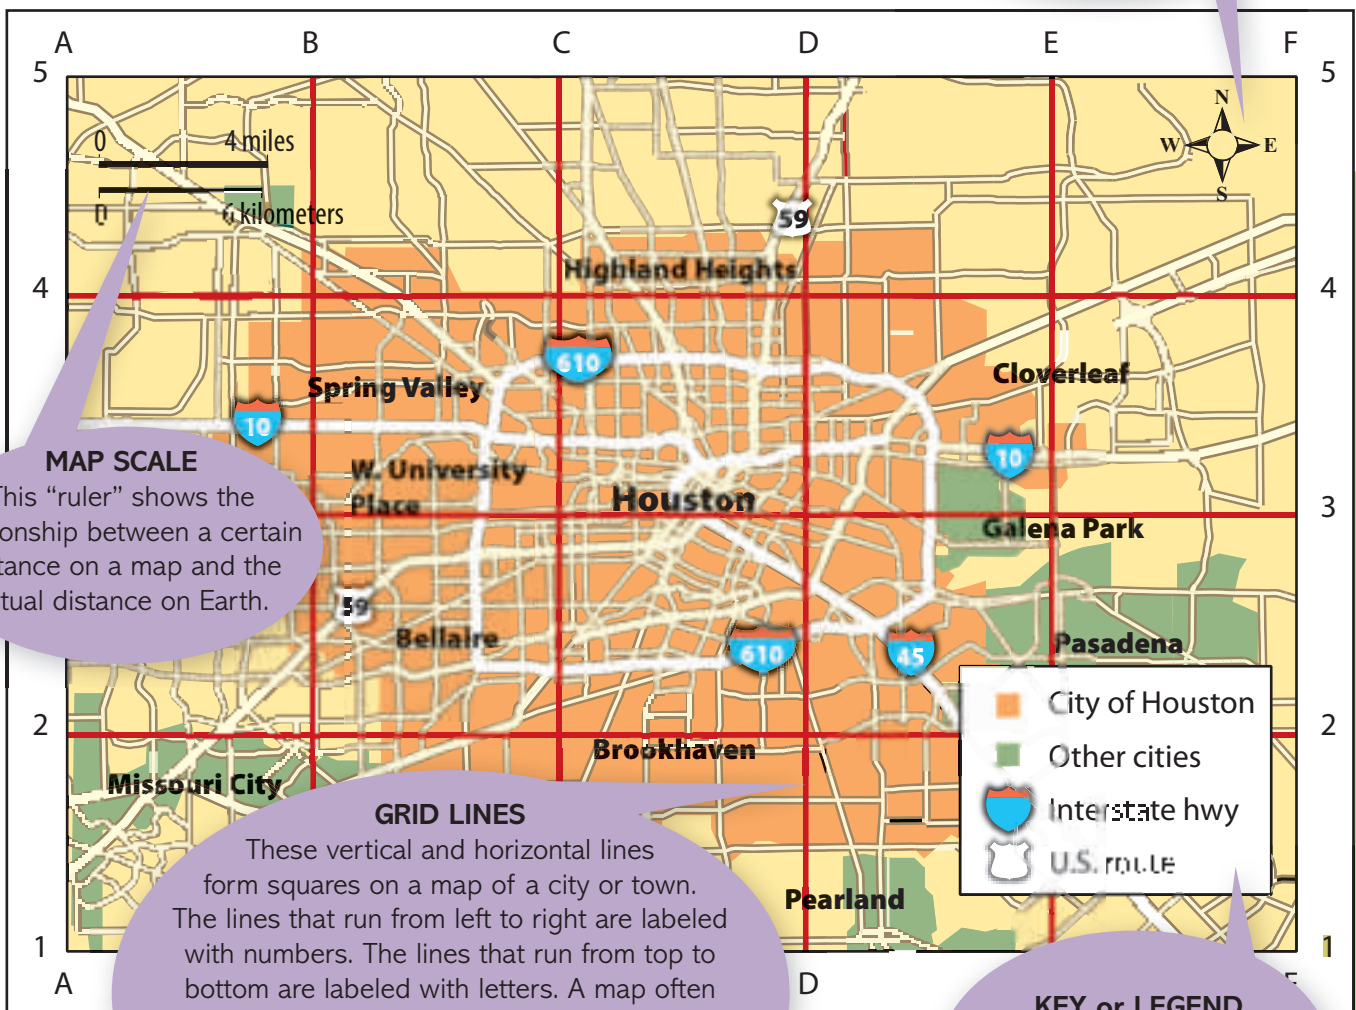 A B C D E F
5 5
N
W E
S
0 4 miles
0 6 kilometers
59
Highland Heights
4 4
610
Cloverleaf
Spring Valley
10
10
MAP SCALE
This “ruler” shows the
onship between a certain
tance on a map and the
tual distance on Earth.
W. University
Place
Houston
3
Galena Park
59
Bellaire
610
45
Pasadena
City of Houston
Other cities
Interstate hwy
U.S. route
2 2
Brookhaven
Missouri City
GRID LINES
These vertical and horizontal lines
form squares on a map of a city or town.
The lines that run from left to right are labeled
with numbers. The lines that run from top to
bottom are labeled with letters. A map often
Pearland
1 1
A D
KEY or LEGEND